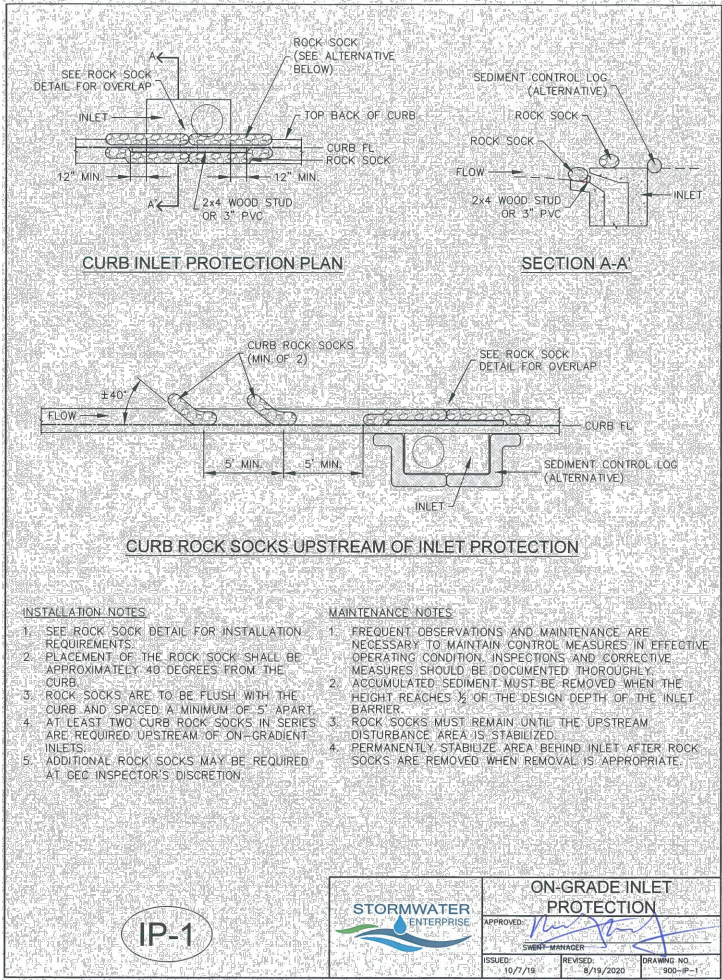 A
ROCK SOCK
(SEE ALTERNATIVE
BELOW)
SEE ROCK SOCK
DETAIL FOR OVERLAP
INLET
TOP BACK OF CURB
CURB FL
ROCK SOCK
12" MIN.
12" MIN.
A'
2x4 WOOD STUD
OR 3" PVC
CURB INLET PROTECTION PLAN
SEDIMENT CONTROL LOG
(ALTERNATIVE)
ROCK SOCK
ROCK SOCK
FLOW
INLET
2x4 WOOD STUD
OR 3" PVC
SECTION A-A'
CURB ROCK SOCKS
(MIN. OF 2)
SEE ROCK SOCK
DETAIL FOR OVERLAP
±40°
FLOW
CURB FL
5' MIN.
5' MIN.
SEDIMENT CONTROL LOG
(ALTERNATIVE)
INLET
CURB ROCK SOCKS UPSTREAM OF INLET PROTECTION
INSTALLATION NOTES
1. SEE ROCK SOCK DETAIL FOR INSTALLATION
REQUIREMENTS.
2. PLACEMENT OF THE ROCK SOCK SHALL BE
APPROXIMATELY 40 DEGREES FROM THE
CURB.
3. ROCK SOCKS ARE TO BE FLUSH WITH THE
CURB AND SPACED A MINIMUM OF 5' APART.
4. AT LEAST TWO CURB ROCK SOCKS IN SERIES
ARE REQUIRED UPSTREAM OF ON-GRADIENT
INLETS.
5. ADDITIONAL ROCK SOCKS MAY BE REQUIRED
AT GEC INSPECTOR'S DISCRETION.
MAINTENANCE NOTES
1. FREQUENT OBSERVATIONS AND MAINTENANCE ARE
NECESSARY TO MAINTAIN CONTROL MEASURES IN EFFECTIVE
OPERATING CONDITION. INSPECTIONS AND CORRECTIVE
MEASURES SHOULD BE DOCUMENTED THOROUGHLY.
2. ACCUMULATED SEDIMENT MUST BE REMOVED WHEN THE
HEIGHT REACHES ½ OF THE DESIGN DEPTH OF THE INLET
BARRIER.
3. ROCK SOCKS MUST REMAIN UNTIL THE UPSTREAM
DISTURBANCE AREA IS STABILIZED.
4. PERMANENTLY STABILIZE AREA BEHIND INLET AFTER ROCK
SOCKS ARE REMOVED WHEN REMOVAL IS APPROPRIATE.
IP-1
STORMWATER
ENTERPRISE
ON-GRADE INLET
PROTECTION
APPROVED:
SWENT MANAGER
ISSUED:
10/7/19
REVISED:
8/19/2020
DRAWING NO.
900-IP-1